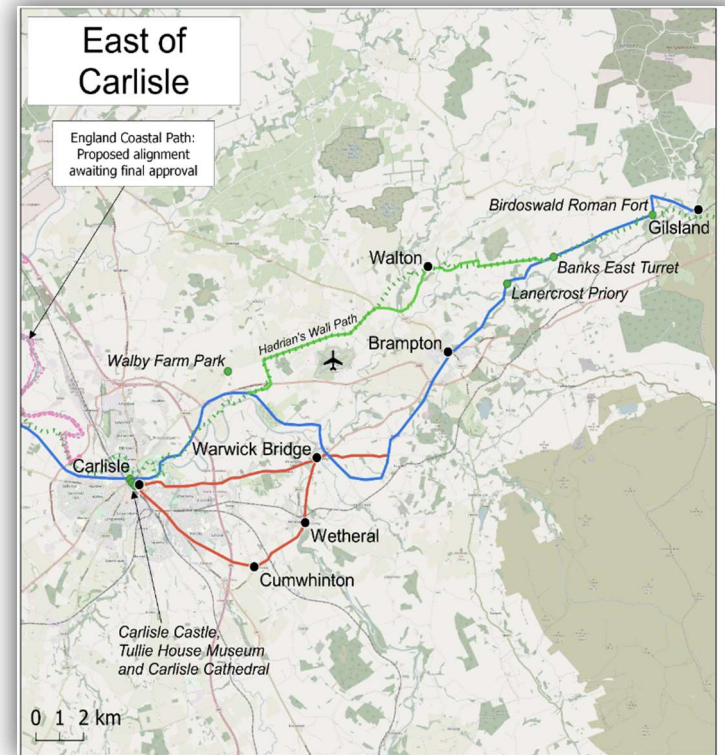 East of
Carlisle
England Coastal Path:
Proposed alignment
awaiting final approval
Birdoswald Roman Fort
Gilsland
Walton
Banks East Turret
Lanercrost Priory
Hadrian's Wall Path
Brampton
Walby Farm Park
Warwick Bridge
Carlisle
Wetheral
Cumwhinton
Carlisle Castle,
Tullie House Museum
and Carlisle Cathedral
0 1 2 km